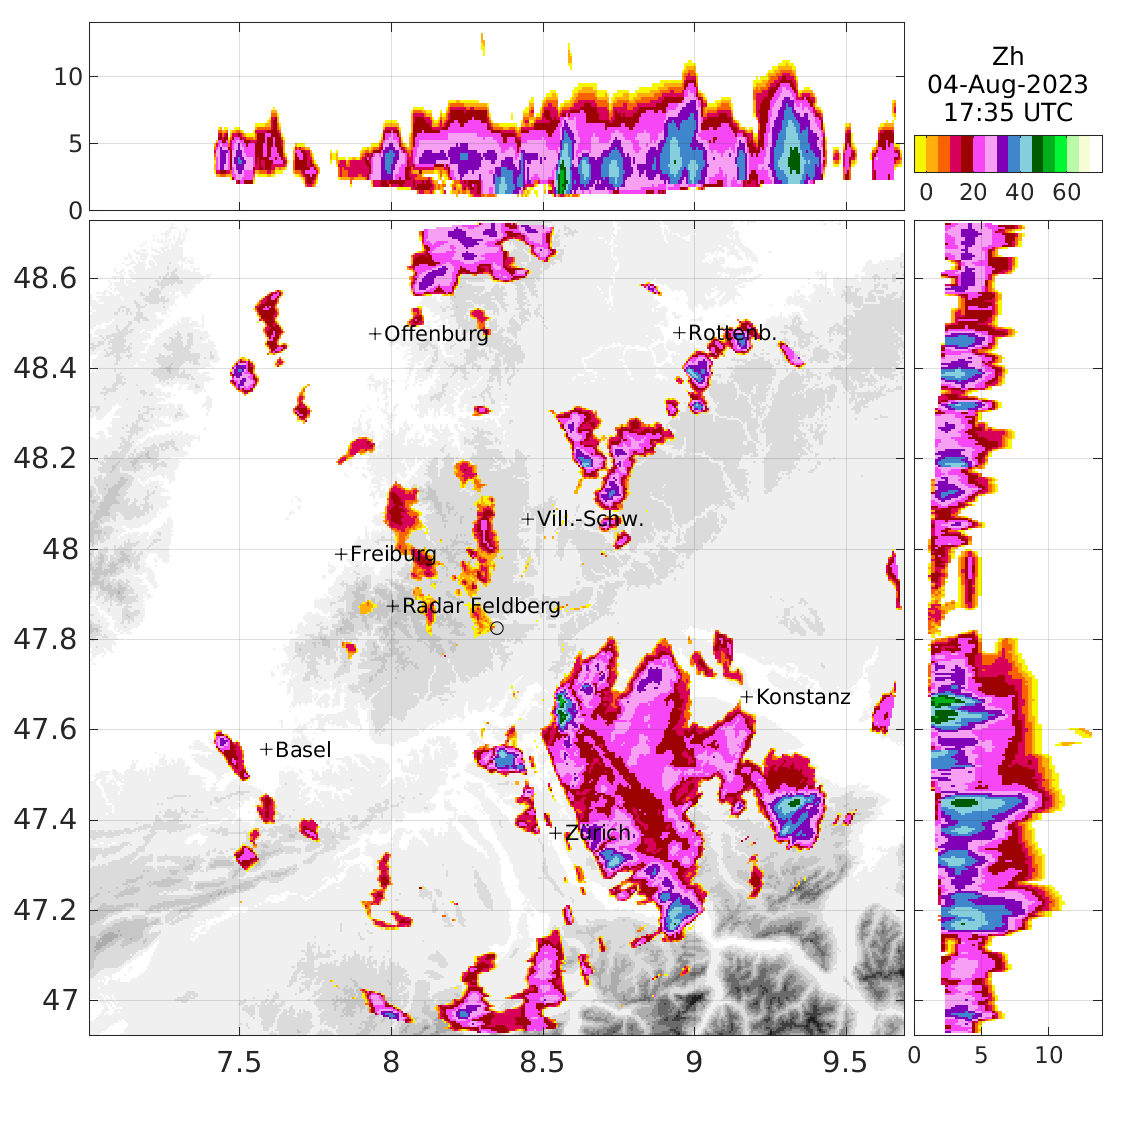 10
5
0
Zh
04-Aug-2023
17:35 UTC
0 20 40 60
48.6
48.4
48.2
48
47.8
47.6
47.4
47.2
47
Offenburg
Rottenb.
Vill.-Schw.
Freiburg
Radar Feldberg
Konstanz
Basel
Zürich
7.5 8 8.5 9 9.5
0 5 10